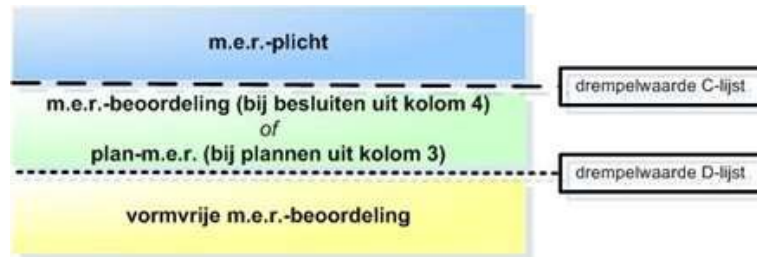 m.e.r.-plicht
drempelwaarde C-lijst
m.e.r.-beoordeling (bij besluiten uit kolom 4)
of
plan-m.e.r. (bij plannen uit kolom 3)
drempelwaarde D-lijst
vormvrije m.e.r.-beoordeling